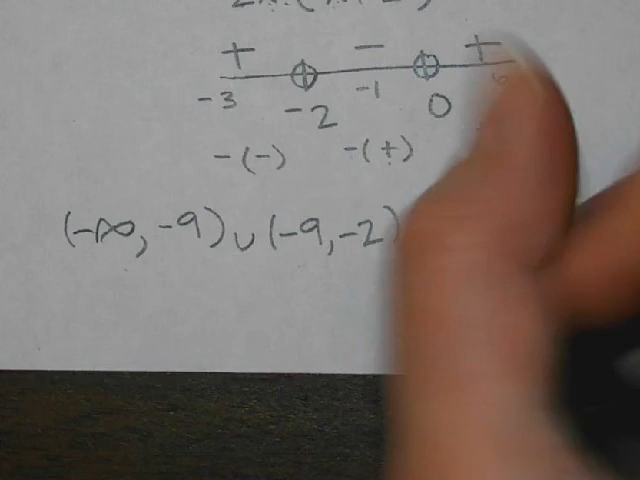 + − +
-3 -2 -1 0
-(-) -(+)
(-∞, -9) ∪ (-9, -2)